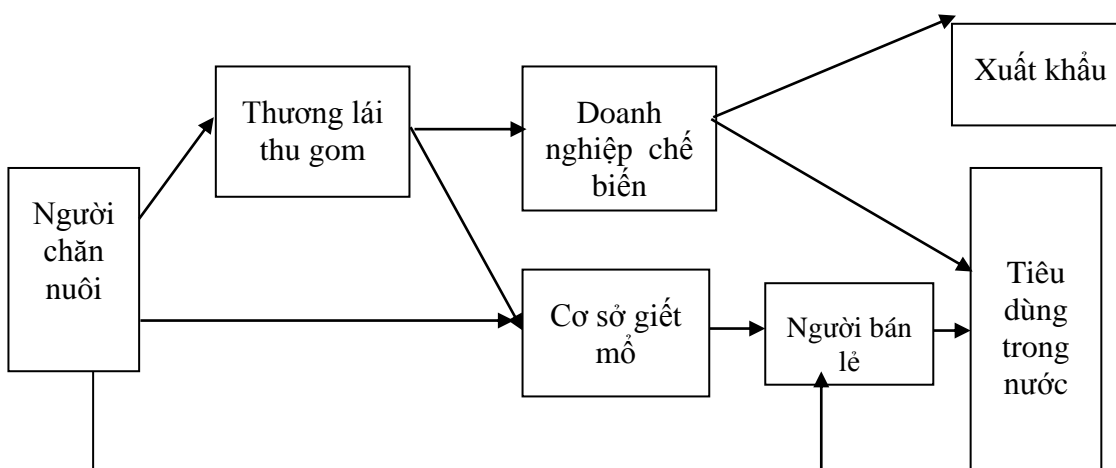 Người
chăn
nuôi
Thương lái
thu gom
Doanh
nghiệp chế
biến
Cơ sở giết
mổ
Người bán
lẻ
Xuất khẩu
Tiêu
dùng
trong
nước